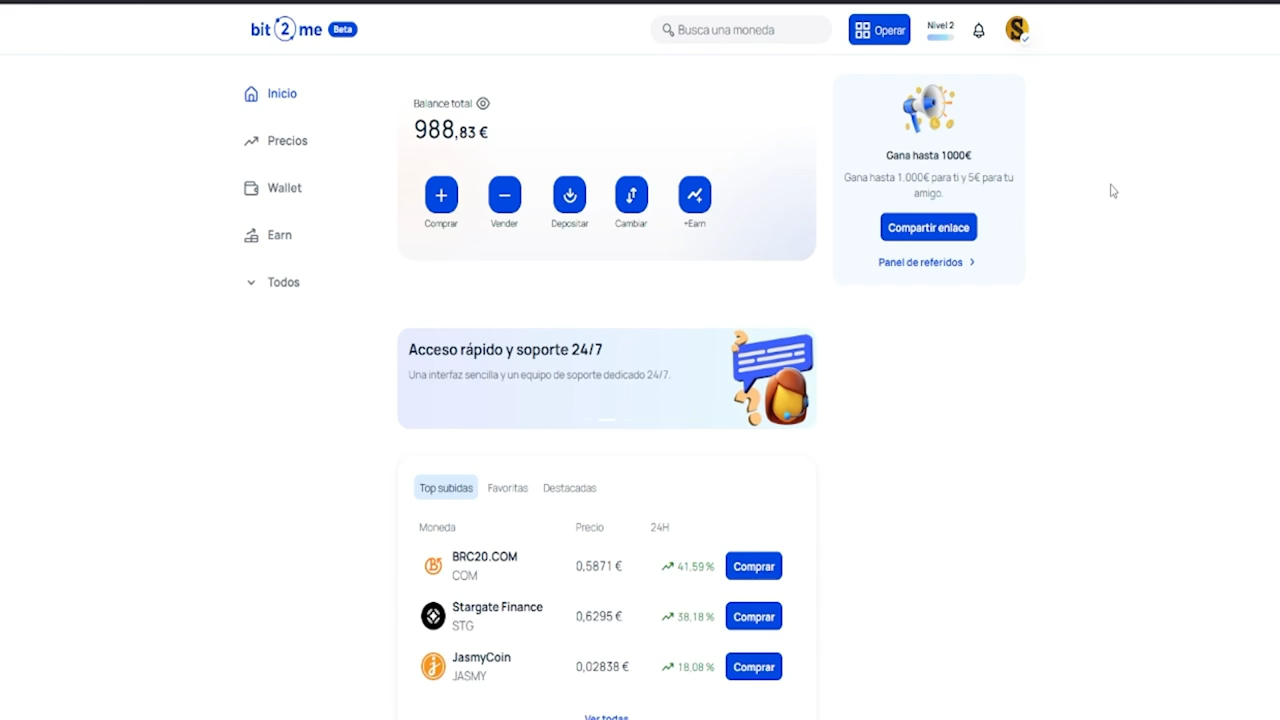 bit2me Beta
Busca una moneda
Operar
Nivel 2
Inicio
Precios
Wallet
Earn
Todos
Balance total
988,83 €
Comprar
Vender
Depositar
Cambiar
+Earn
Gana hasta 1000€
Gana hasta 1.000€ para ti y 5€ para tu
amigo.
Compartir enlace
Panel de referidos
Acceso rápido y soporte 24/7
Una interfaz sencilla y un equipo de soporte dedicado 24/7.
Top subidas Favoritas Destacadas
Moneda Precio 24H
BRC20.COM
COM
0,5871 € 41,59 % Comprar
Stargate Finance
STG
0,6295 € 38,18 % Comprar
JasmyCoin
JASMY
0,02838 € 18,08 % Comprar
Ver todas